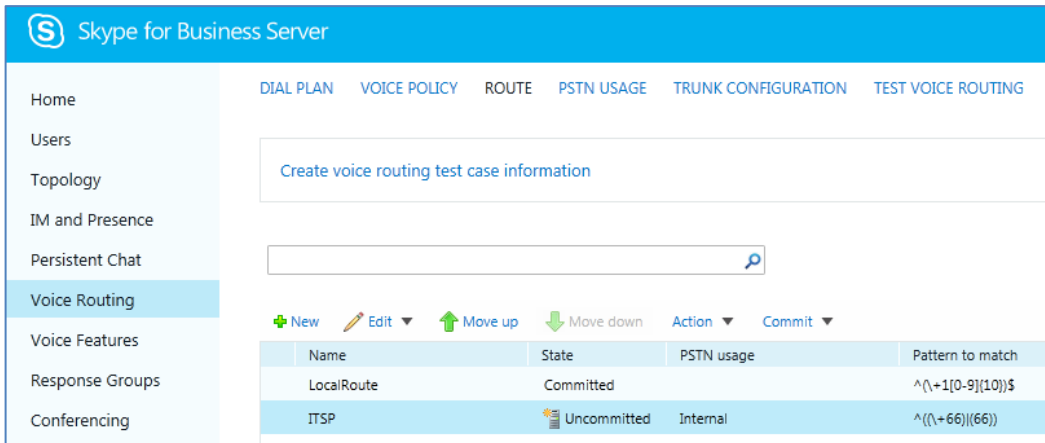 Skype for Business Server
Home
Users
Topology
IM and Presence
Persistent Chat
Voice Routing
Voice Features
Response Groups
Conferencing
DIAL PLAN VOICE POLICY ROUTE PSTN USAGE TRUNK CONFIGURATION TEST VOICE ROUTING
Create voice routing test case information
New Edit Move up Move down Action Commit
Name State PSTN usage Pattern to match
LocalRoute Committed ^(\+1[0-9]{10})$
ITSP Uncommitted Internal ^((\+66)|(66))